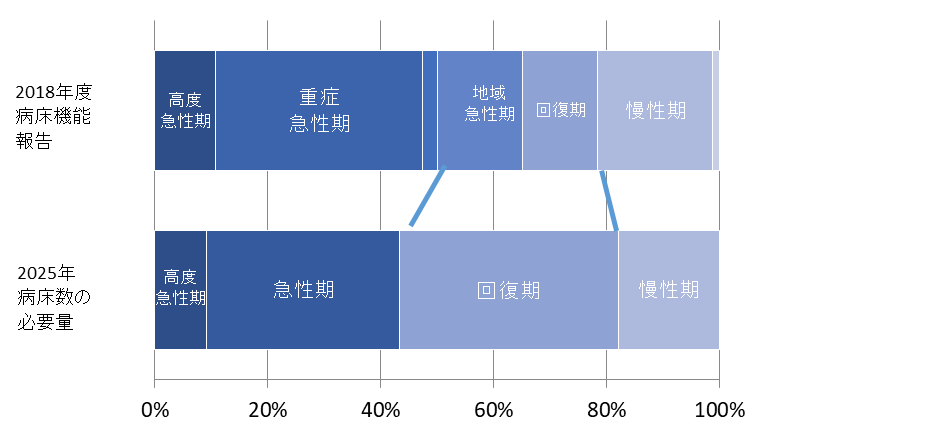 2018年度
病床機能
報告
高度
急性期
重症
急性期
地域
急性期
回復期
慢性期
2025年
病床数の
必要量
高度
急性期
急性期
回復期
慢性期
0%
20%
40%
60%
80%
100%